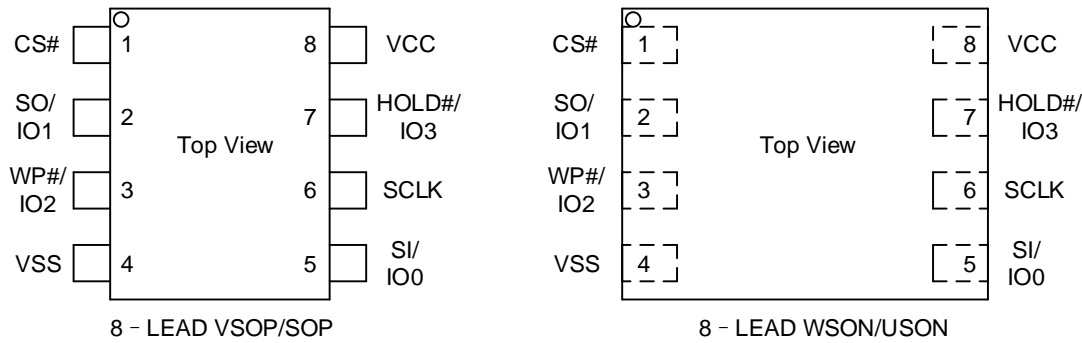 CS#
1
8
VCC
SO/
IO1
2
7
HOLD#/
IO3
Top View
WP#/
IO2
3
6
SCLK
VSS
4
5
SI/
IO0
8 – LEAD VSOP/SOP
CS#
1
8
VCC
SO/
IO1
2
7
HOLD#/
IO3
Top View
WP#/
IO2
3
6
SCLK
VSS
4
5
SI/
IO0
8 – LEAD WSON/USON